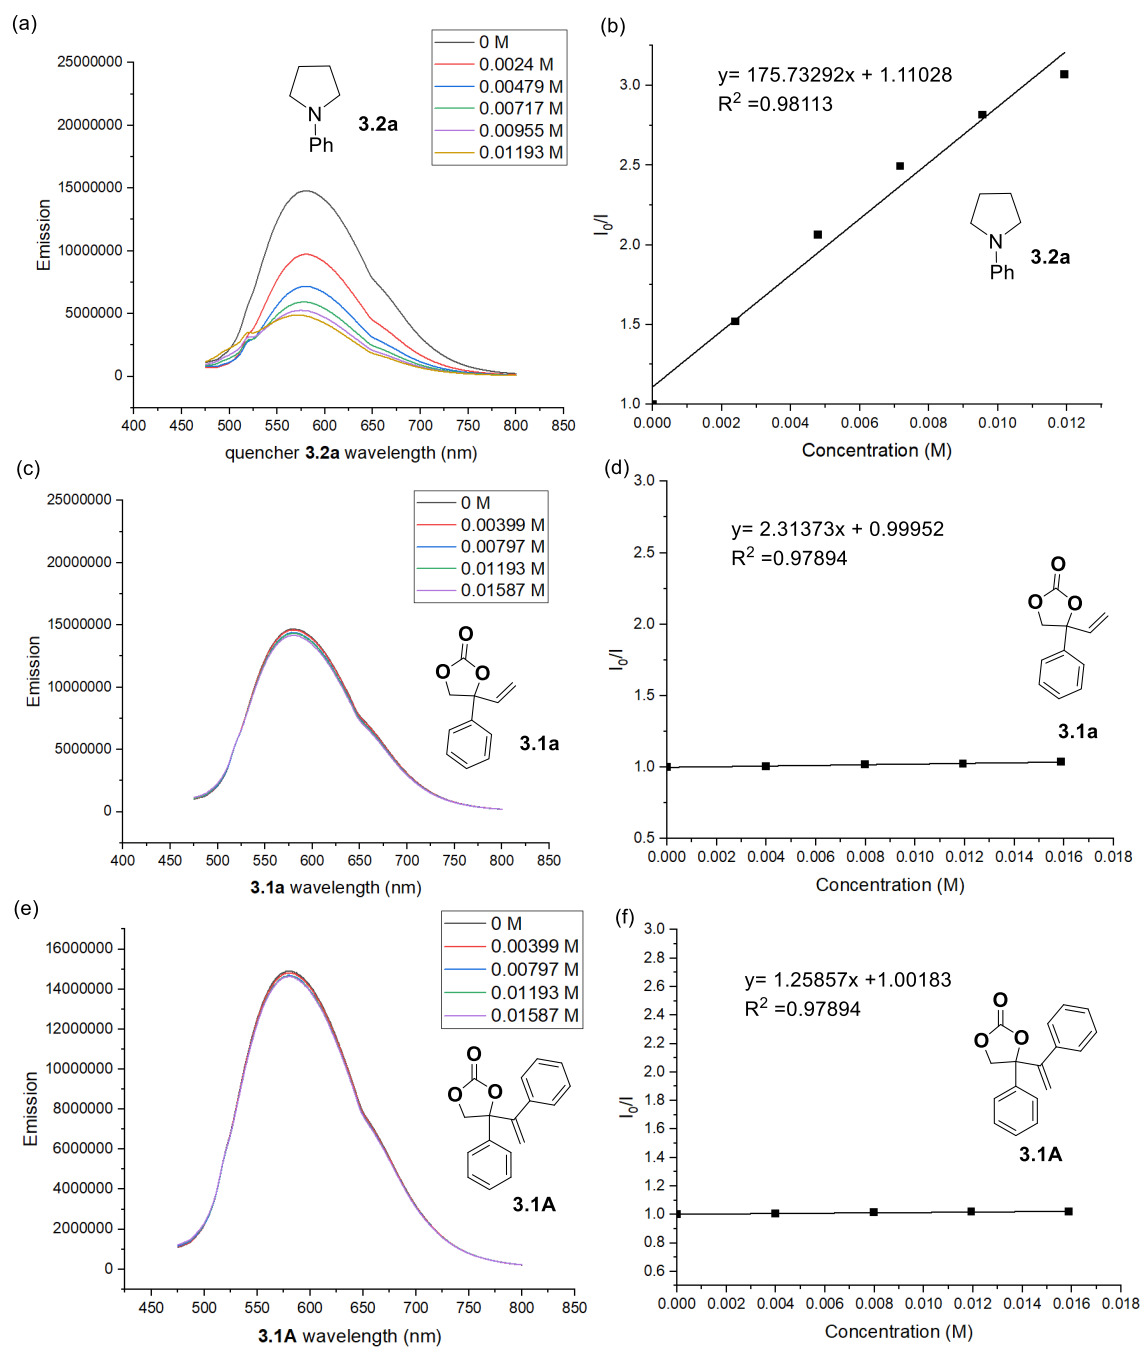 (a)
0 M
0.0024 M
0.00479 M
0.00717 M
0.00955 M
0.01193 M
N
Ph
3.2a
25000000
20000000
15000000
10000000
5000000
0
Emission
400 450 500 550 600 650 700 750 800 850
quencher 3.2a wavelength (nm)
(b)
y= 175.73292x + 1.11028
R2 =0.98113
3.0
2.5
2.0
1.5
1.0
I0/I
N
Ph
3.2a
0.000 0.002 0.004 0.006 0.008 0.010 0.012
Concentration (M)
(c)
0 M
0.00399 M
0.00797 M
0.01193 M
0.01587 M
25000000
20000000
15000000
10000000
5000000
0
Emission
O
O O
3.1a
400 450 500 550 600 650 700 750 800 850
3.1a wavelength (nm)
(d)
y= 2.31373x + 0.99952
R2 =0.97894
3.0
2.5
2.0
1.5
1.0
0.5
I0/I
O
O O
3.1a
0.000 0.002 0.004 0.006 0.008 0.010 0.012 0.014 0.016 0.018
Concentration (M)
(e)
0 M
0.00399 M
0.00797 M
0.01193 M
0.01587 M
16000000
14000000
12000000
10000000
8000000
6000000
4000000
2000000
0
Emission
O
O O
3.1A
450 500 550 600 650 700 750 800 850
3.1A wavelength (nm)
(f)
y= 1.25857x +1.00183
R2 =0.97894
3.0
2.8
2.6
2.4
2.2
2.0
1.8
1.6
1.4
1.2
1.0
0.8
0.6
I0/I
O
O O
3.1A
0.000 0.002 0.004 0.006 0.008 0.010 0.012 0.014 0.016 0.018
Concentration (M)